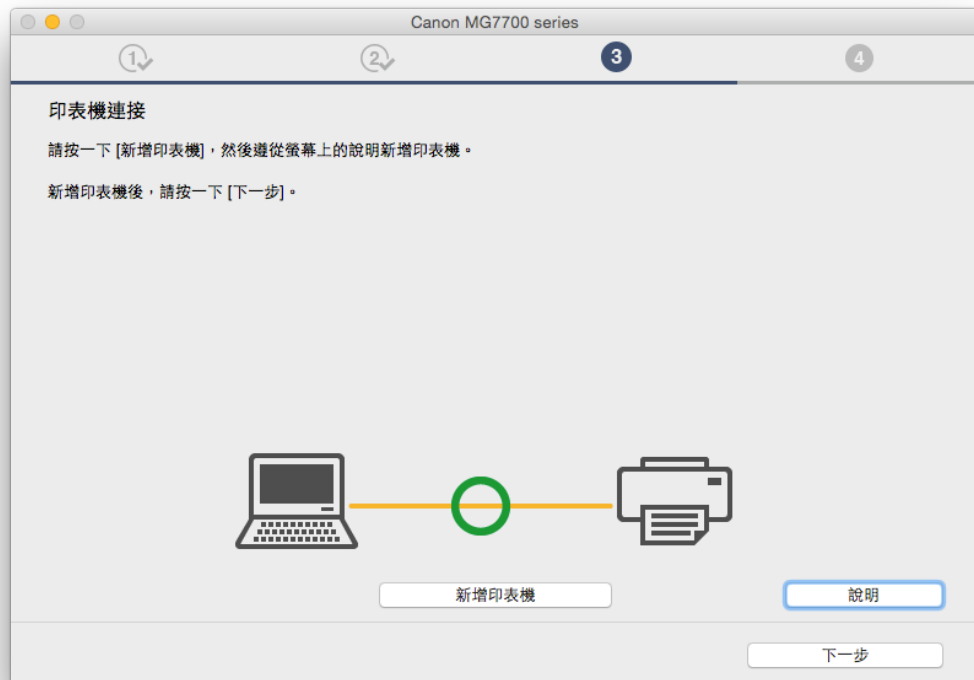 Canon MG7700 series
1 2 3 4
印表機連接
請按一下 [新增印表機]，然後遵從螢幕上的說明新增印表機。
新增印表機後，請按一下 [下一步]。
新增印表機 說明
下一步